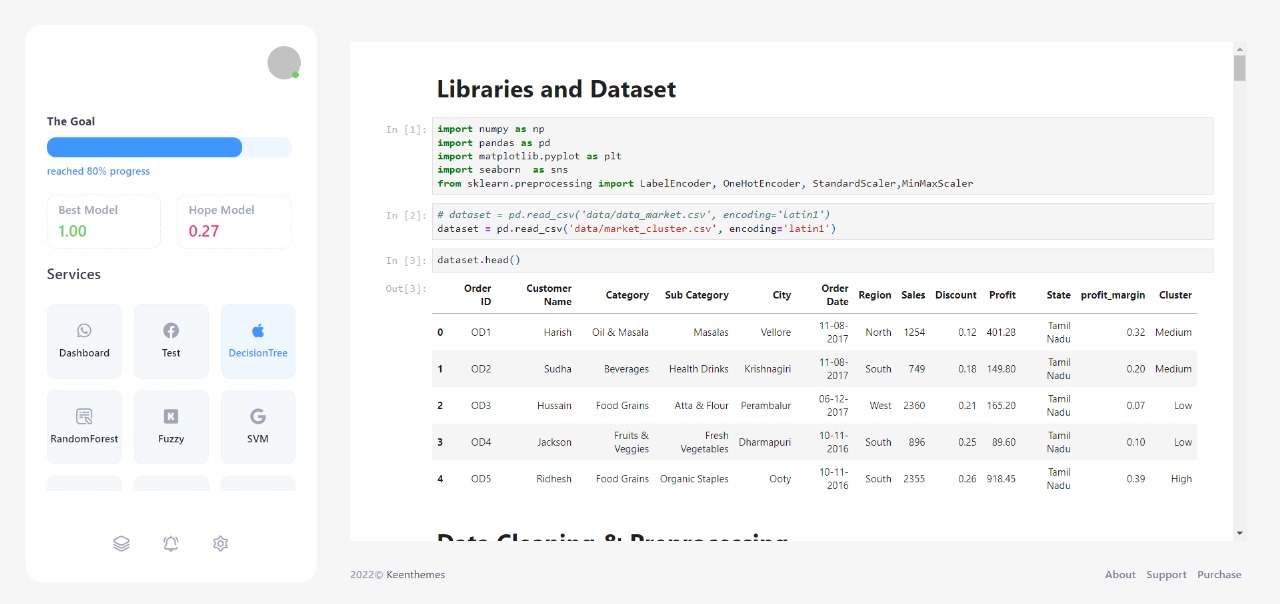 The Goal
reached 80% progress
Best Model
1.00
Hope Model
0.27
Services
Dashboard
Test
DecisionTree
RandomForest
Fuzzy
SVM
Libraries and Dataset
In [1]:
import numpy as np
import pandas as pd
import matplotlib.pyplot as plt
import seaborn  as sns
from sklearn.preprocessing import LabelEncoder, OneHotEncoder, StandardScaler,MinMaxScaler
In [2]:
# dataset = pd.read_csv('data/data_market.csv', encoding='latin1')
dataset = pd.read_csv('data/market_cluster.csv', encoding='latin1')
In [3]:
dataset.head()
Out[3]:
Order ID Customer Name Category Sub Category City Order Date Region Sales Discount Profit State profit_margin Cluster
0 OD1 Harish Oil & Masala Masalas Vellore 11-08-2017 North 1254 0.12 401.28 Tamil Nadu 0.32 Medium
1 OD2 Sudha Beverages Health Drinks Krishnagiri 11-08-2017 South 749 0.18 149.80 Tamil Nadu 0.20 Medium
2 OD3 Hussain Food Grains Atta & Flour Perambalur 06-12-2017 West 2360 0.21 165.20 Tamil Nadu 0.07 Low
3 OD4 Jackson Fruits & Veggies Fresh Vegetables Dharmapuri 10-11-2016 South 896 0.25 89.60 Tamil Nadu 0.10 Low
4 OD5 Ridhesh Food Grains Organic Staples Ooty 10-11-2016 South 2355 0.26 918.45 Tamil Nadu 0.39 High
Data Cleaning & Preprocessing
2022© Keenthemes
About Support Purchase